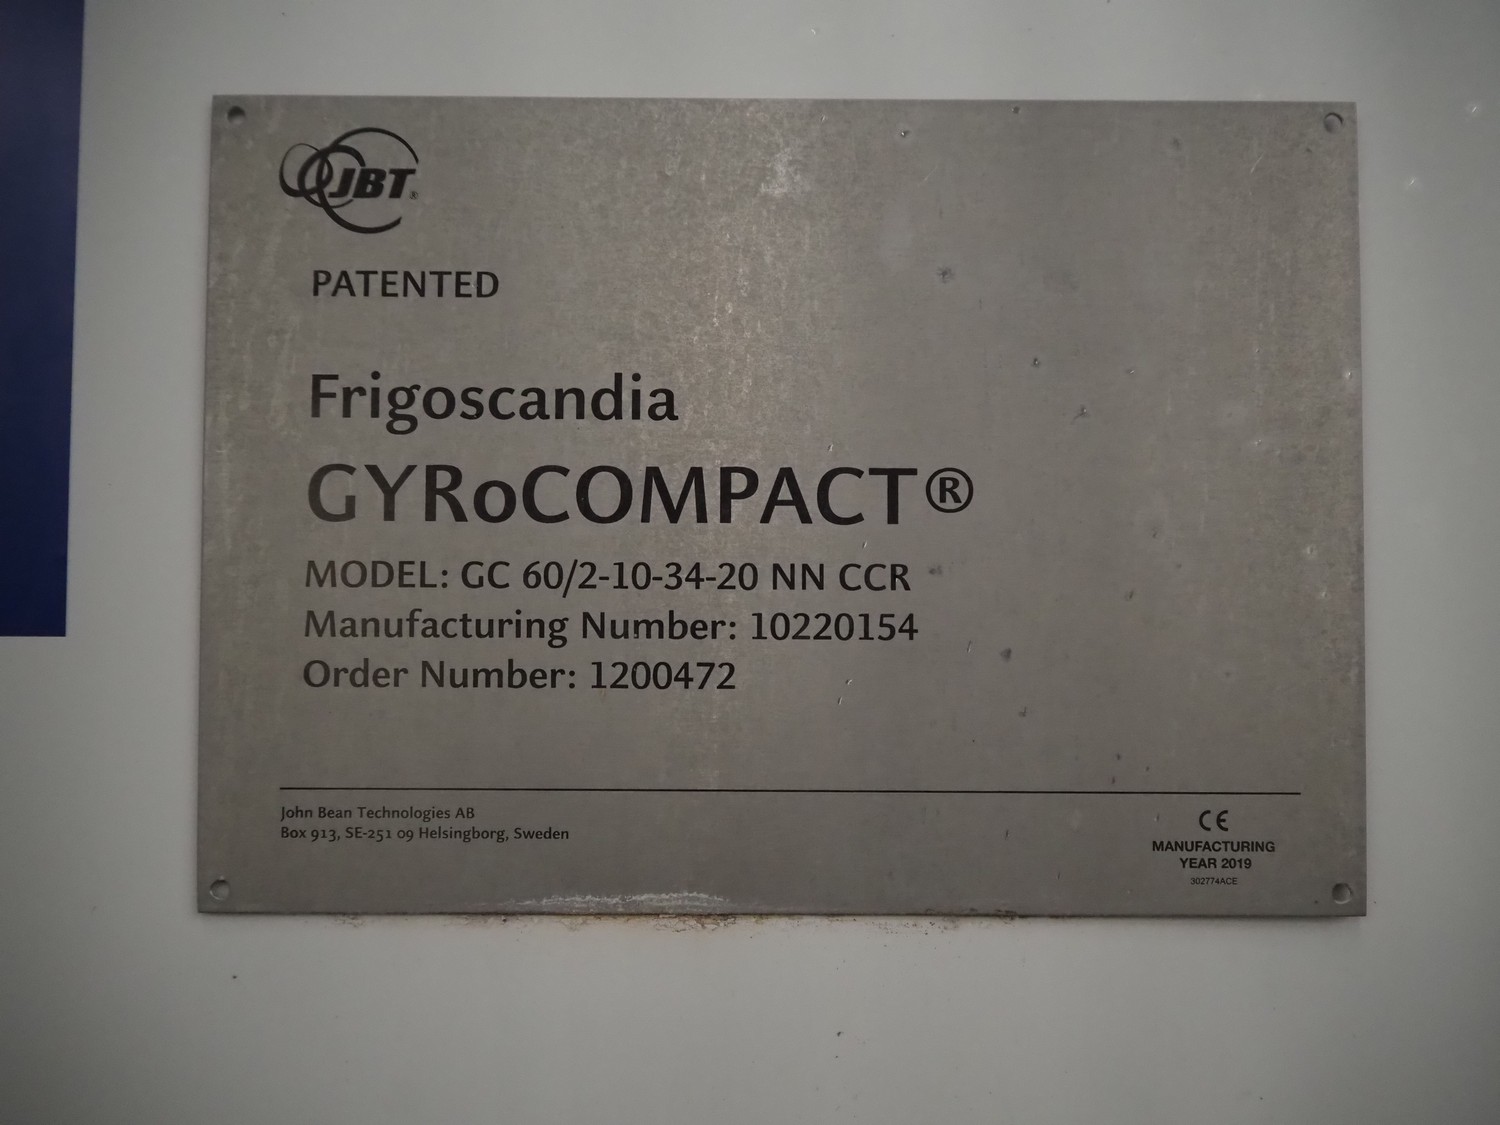 JBT®
PATENTED
Frigoscandia
GYRoCOMPACT®
MODEL: GC 60/2-10-34-20 NN CCR
Manufacturing Number: 10220154
Order Number: 1200472
John Bean Technologies AB
Box 913, SE-251 09 Helsingborg, Sweden
CE
MANUFACTURING
YEAR 2019
302774ACE